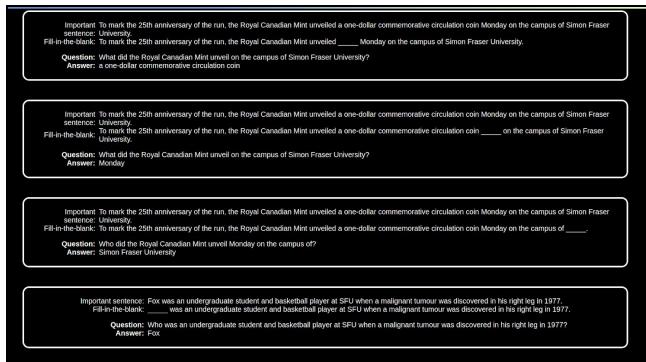 Important sentence: To mark the 25th anniversary of the run, the Royal Canadian Mint unveiled a one-dollar commemorative circulation coin Monday on the campus of Simon Fraser
University.
Fill-in-the-blank: To mark the 25th anniversary of the run, the Royal Canadian Mint unveiled _____ Monday on the campus of Simon Fraser University.
Question: What did the Royal Canadian Mint unveil on the campus of Simon Fraser University?
Answer: a one-dollar commemorative circulation coin
Important sentence: To mark the 25th anniversary of the run, the Royal Canadian Mint unveiled a one-dollar commemorative circulation coin Monday on the campus of Simon Fraser
University.
Fill-in-the-blank: To mark the 25th anniversary of the run, the Royal Canadian Mint unveiled a one-dollar commemorative circulation coin _____ on the campus of Simon Fraser
University.
Question: What did the Royal Canadian Mint unveil on the campus of Simon Fraser University?
Answer: Monday
Important sentence: To mark the 25th anniversary of the run, the Royal Canadian Mint unveiled a one-dollar commemorative circulation coin Monday on the campus of Simon Fraser
University.
Fill-in-the-blank: To mark the 25th anniversary of the run, the Royal Canadian Mint unveiled a one-dollar commemorative circulation coin Monday on the campus of _____.
Question: Who did the Royal Canadian Mint unveil Monday on the campus of?
Answer: Simon Fraser University
Important sentence: Fox was an undergraduate student and basketball player at SFU when a malignant tumour was discovered in his right leg in 1977.
Fill-in-the-blank: _____ was an undergraduate student and basketball player at SFU when a malignant tumour was discovered in his right leg in 1977.
Question: Who was an undergraduate student and basketball player at SFU when a malignant tumour was discovered in his right leg in 1977?
Answer: Fox